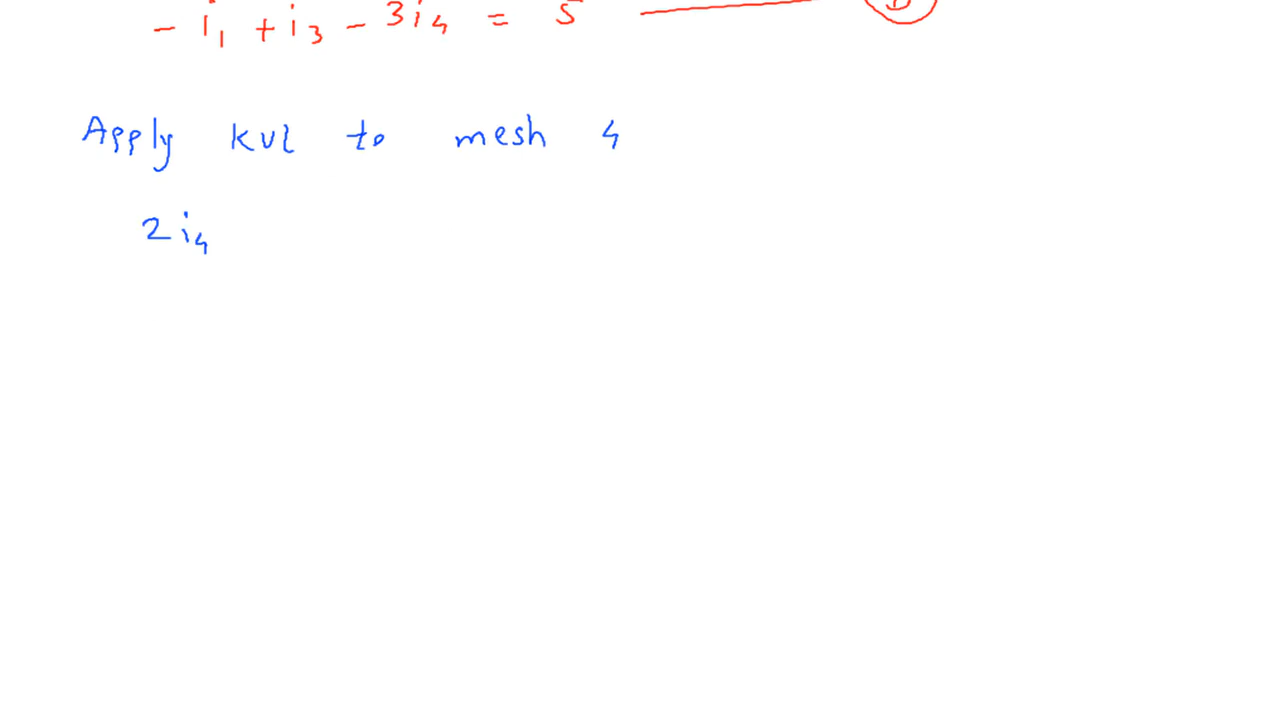 - i₁ + i₃ - 3i₄ = 5
Apply kvl to mesh 4
2i₄